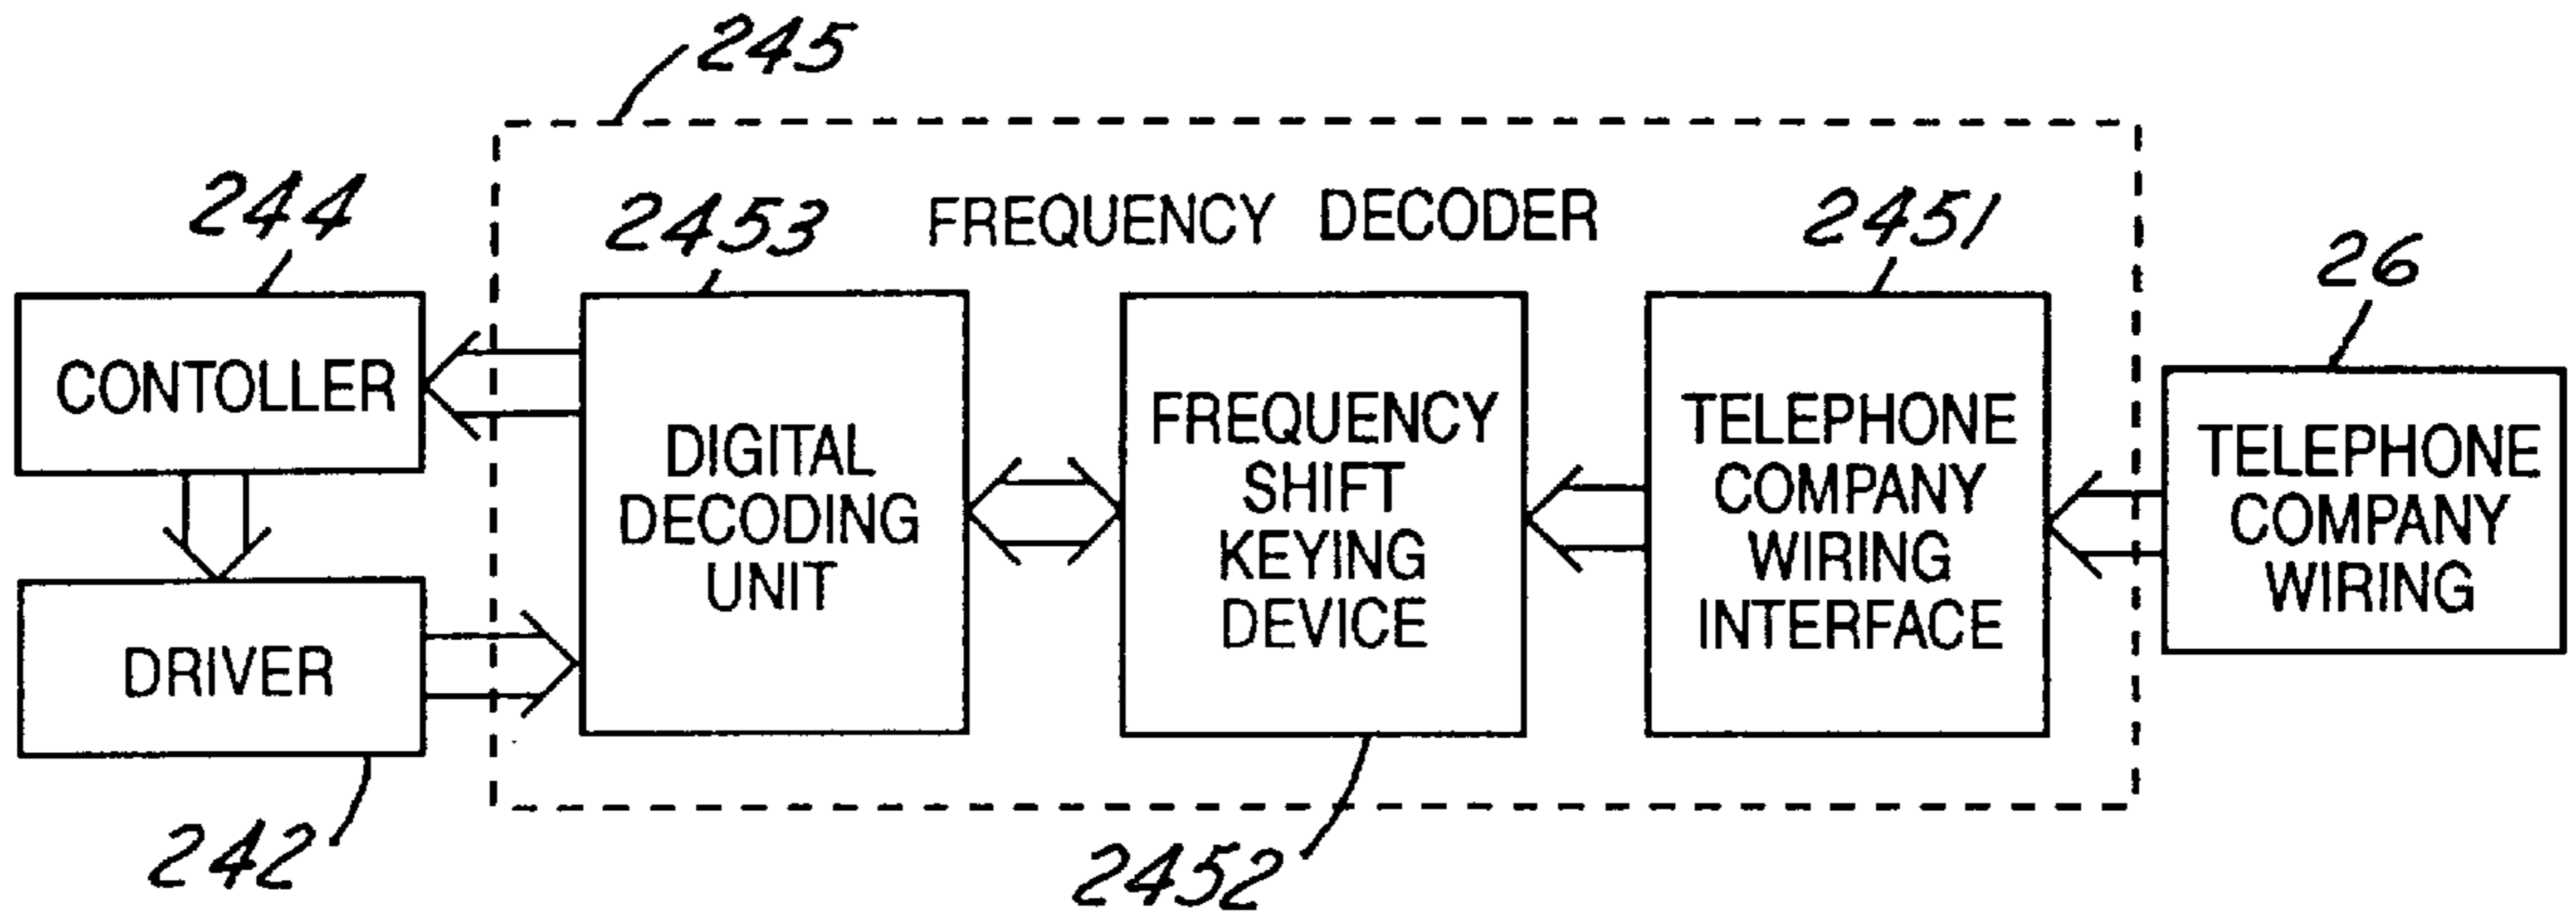 245
244
2453
FREQUENCY DECODER
2451
26
CONTOLLER
DRIVER
242
DIGITAL
DECODING
UNIT
FREQUENCY
SHIFT
KEYING
DEVICE
2452
TELEPHONE
COMPANY
WIRING
INTERFACE
TELEPHONE
COMPANY
WIRING